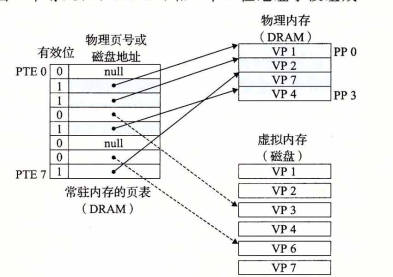 物理页号或
磁盘地址
有效位
PTE 0 0 null
1
1
0
1
0 null
0
PTE 7 1
常驻内存的页表
（DRAM）
物理内存
（DRAM）
VP 1 PP 0
VP 2
VP 7
VP 4 PP 3
虚拟内存
（磁盘）
VP 1
VP 2
VP 3
VP 4
VP 6
VP 7